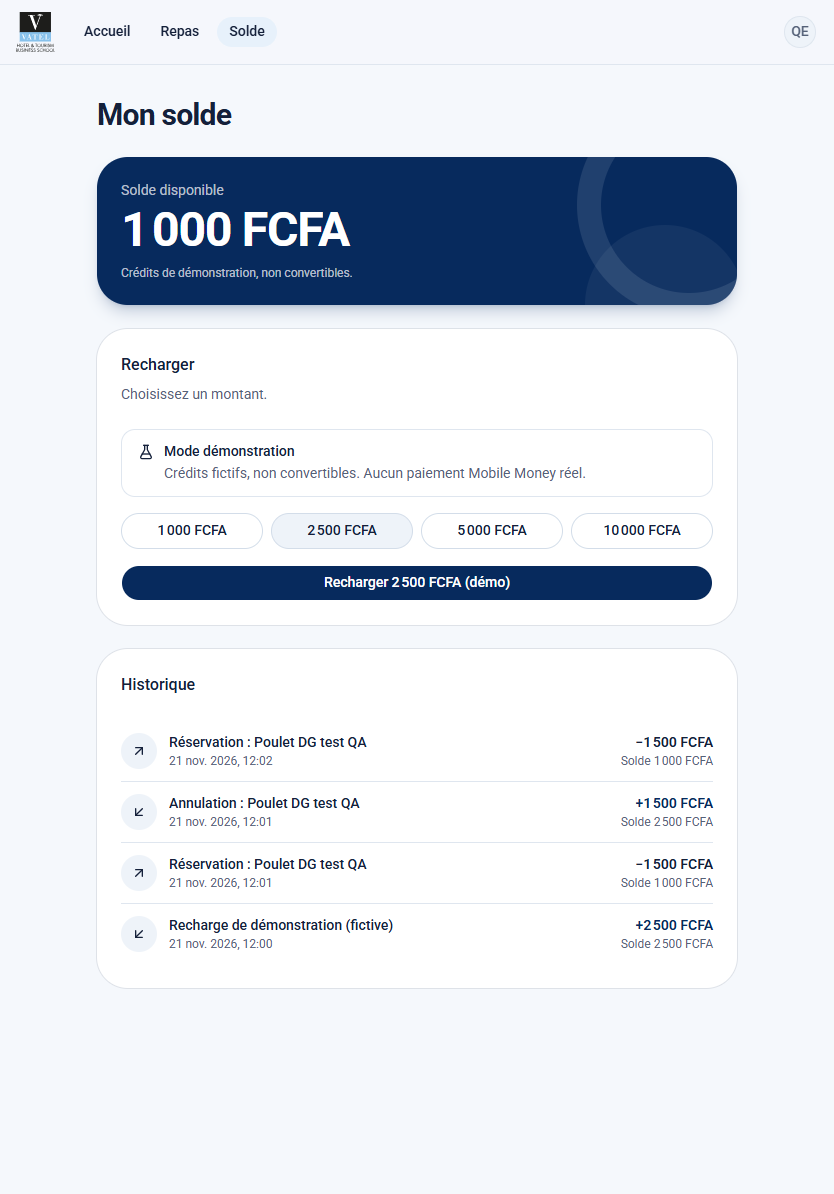 V
VATEL
HOTEL & TOURISM
BUSINESS SCHOOL
Accueil
Repas
Solde
QE
Mon solde
Solde disponible
1 000 FCFA
Crédits de démonstration, non convertibles.
Recharger
Choisissez un montant.
Mode démonstration
Crédits fictifs, non convertibles. Aucun paiement Mobile Money réel.
1 000 FCFA
2 500 FCFA
5 000 FCFA
10 000 FCFA
Recharger 2 500 FCFA (démo)
Historique
Réservation : Poulet DG test QA
−1 500 FCFA
21 nov. 2026, 12:02
Solde 1 000 FCFA
Annulation : Poulet DG test QA
+1 500 FCFA
21 nov. 2026, 12:01
Solde 2 500 FCFA
Réservation : Poulet DG test QA
−1 500 FCFA
21 nov. 2026, 12:01
Solde 1 000 FCFA
Recharge de démonstration (fictive)
+2 500 FCFA
21 nov. 2026, 12:00
Solde 2 500 FCFA